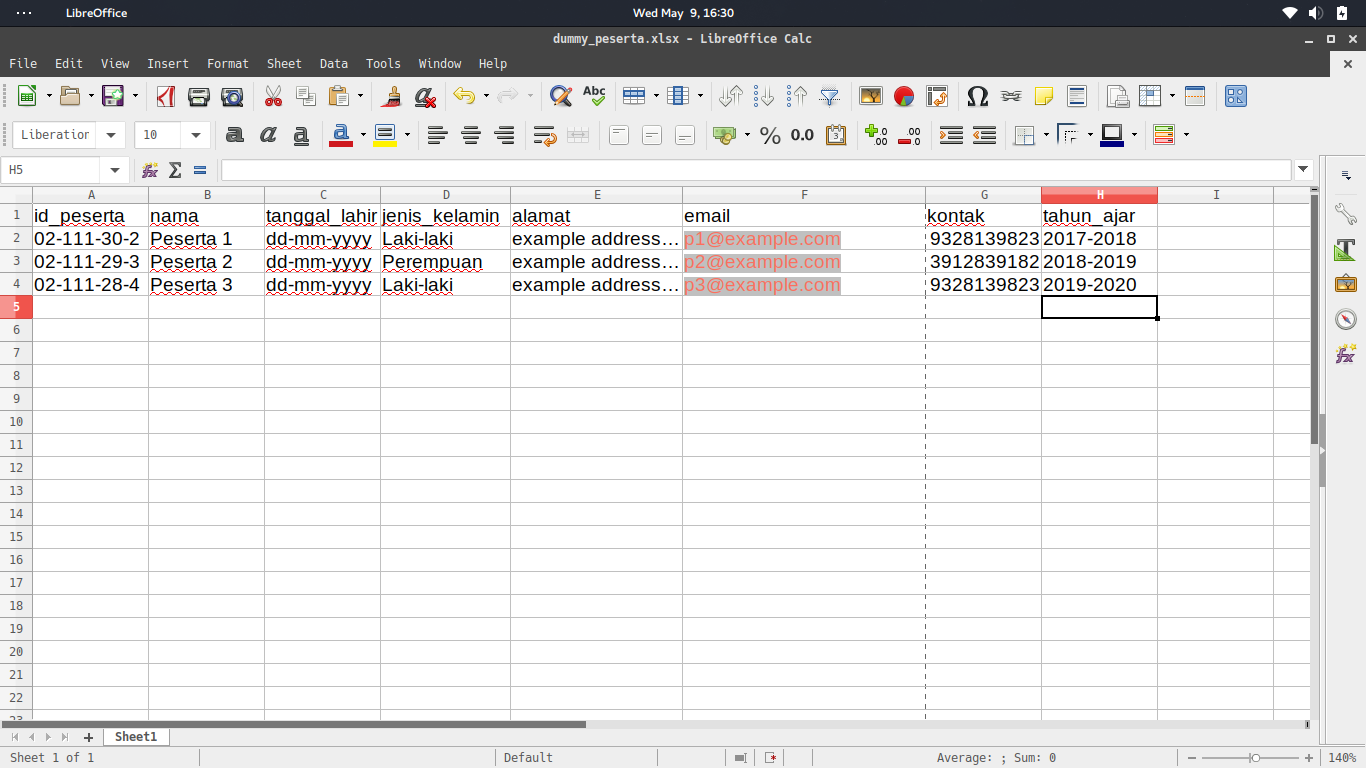 LibreOffice
Wed May 9, 16:30
dummy_peserta.xlsx - LibreOffice Calc
File Edit View Insert Format Sheet Data Tools Window Help
Abc
Liberation 10 a a a a % 0.0 3 .00 .00
H5 fx Σ =
A B C D E F G H I
1 id_peserta nama tanggal_lahir jenis_kelamin alamat email kontak tahun_ajar
2 02-111-30-2 Peserta 1 dd-mm-yyyy Laki-laki example address... p1@example.com 9328139823 2017-2018
3 02-111-29-3 Peserta 2 dd-mm-yyyy Perempuan example address... p2@example.com 3912839182 2018-2019
4 02-111-28-4 Peserta 3 dd-mm-yyyy Laki-laki example address... p3@example.com 9328139823 2019-2020
5
6
7
8
9
10
11
12
13
14
15
16
17
18
19
20
21
22
23
Sheet1
Sheet 1 of 1 Default Average: ; Sum: 0 140%